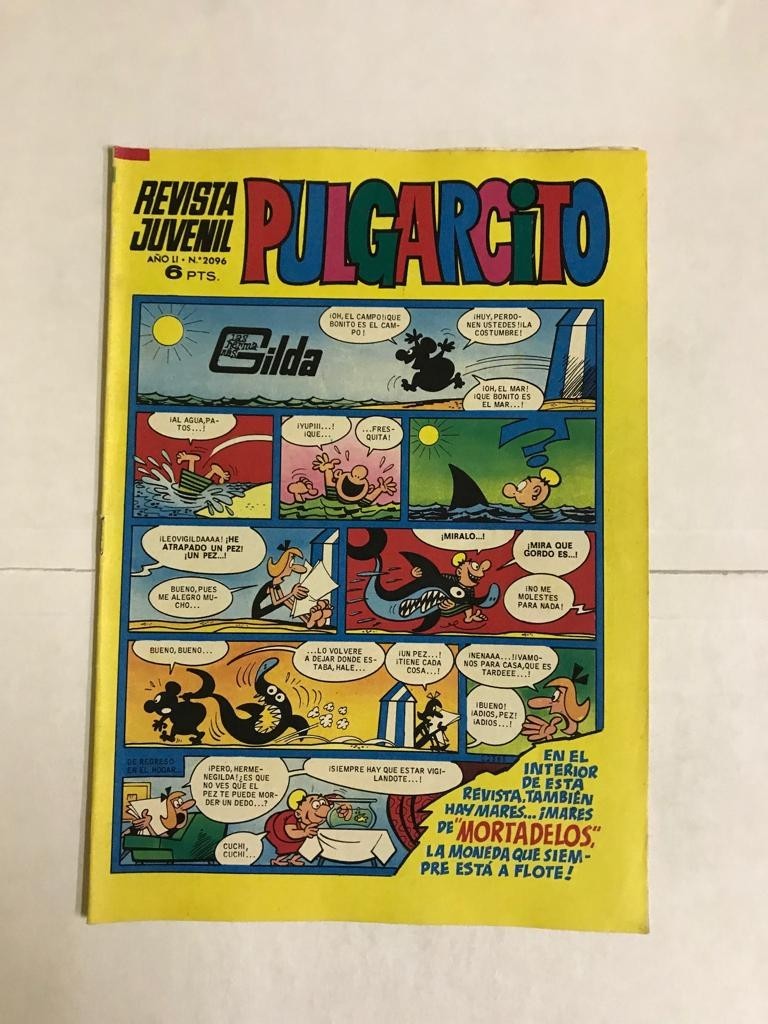 REVISTA
JUVENIL
AÑO LI • N.º 2096
6 PTS.
PULGARCITO
las
herma
nas
Gilda
¡OH, EL CAMPO! ¡QUE
BONITO ES EL CAM-
PO!
¡HUY, PERDO-
NEN USTEDES! ¡LA
COSTUMBRE!
¡OH, EL MAR!
¡QUE BONITO ES
EL MAR...!
¡AL AGUA, PA-
TOS...!
¡YUPIII...!
¡QUE...
...FRES-
QUITA!
?
¿
¡LEOVIGILDAAAA! ¡HE
ATRAPADO UN PEZ!
¡UN PEZ...!
BUENO, PUES
ME ALEGRO MU-
CHO...
¡MIRALO...!
¡MIRA QUE
GORDO ES...!
¡NO ME
MOLESTES
PARA NADA!
BUENO, BUENO...
...LO VOLVERE
A DEJAR DONDE ES-
TABA, HALE...
¡UN PEZ...!
¡TIENE CADA
COSA...!
¡NENAAA...! ¡VAMO-
NOS PARA CASA, QUE ES
TARDEEE...!
¡BUENO!
¡ADIOS, PEZ!
¡ADIOS...!
DE REGRESO
EN EL HOGAR...
¡PERO, HERME-
NEGILDA! ¿ES QUE
NO VES QUE EL
PEZ TE PUEDE MOR-
DER UN DEDO...?
CUCHI,
CUCHI...
¡SIEMPRE HAY QUE ESTAR VIGI-
LANDOTE...!
EN EL
INTERIOR
DE ESTA
REVISTA, TAMBIÉN
HAY MARES... ¡MARES
DE "MORTADELOS",
LA MONEDA QUE SIEM-
PRE ESTÁ A FLOTE!